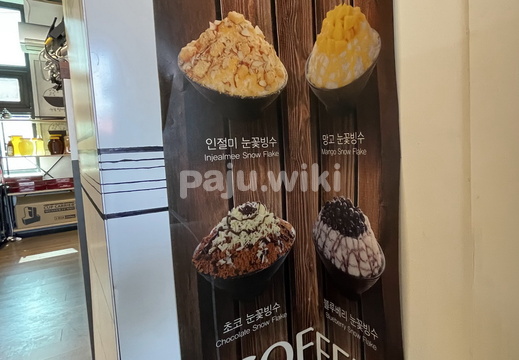 인절미 눈꽃빙수
Injealmee Snow Flake
망고 눈꽃빙수
Mango Snow Flake
paju.wiki
초코 눈꽃빙수
Chocolate Snow Flake
블루베리 눈꽃빙수
Blueberry Snow Flake
COFFEE